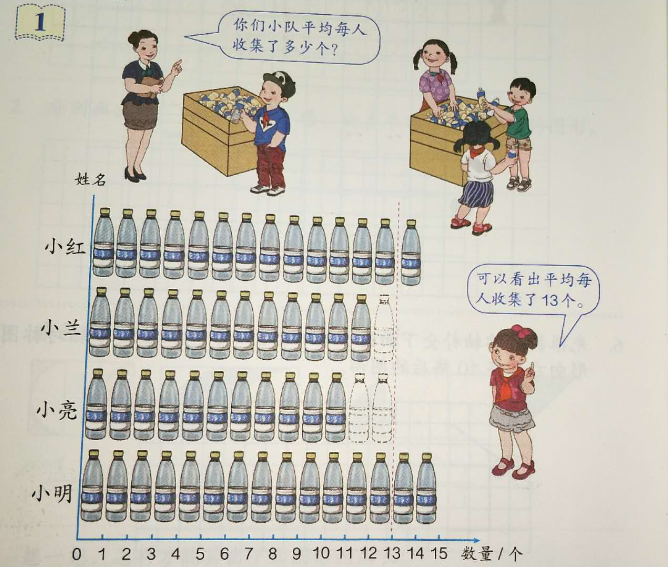 1
你们小队平均每人
收集了多少个?
姓名
小红
可以看出平均每
人收集了13个。
小兰
小亮
小明
0 1 2 3 4 5 6 7 8 9 10 11 12 13 14 15 数量/个